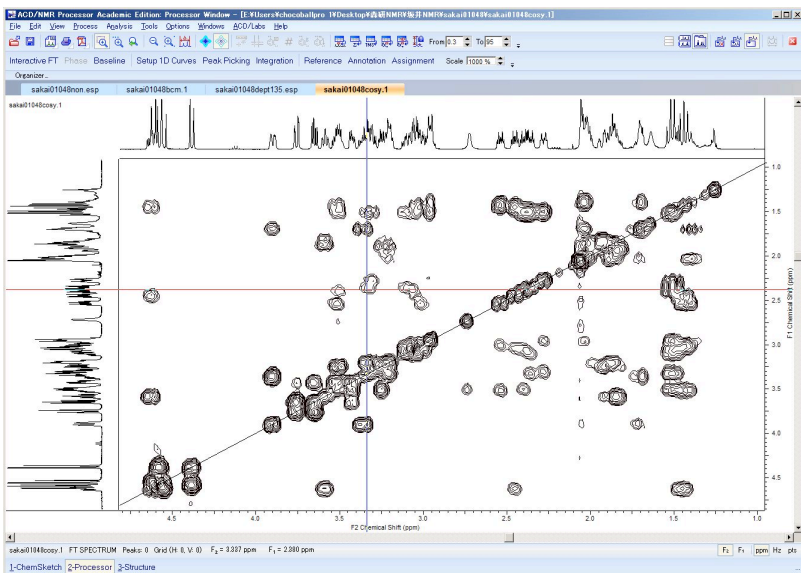 ACD/NMR Processor Academic Edition: Processor Window - [E:¥Users¥chocoballpro 1¥Desktop¥森研NMR¥坂井NMR¥sakai01048¥sakai01048cosy.1]
File Edit View Process Analysis Tools Options Windows ACD/Labs Help
From 0.3 To 95
Interactive FT Phase Baseline Setup 1D Curves Peak Picking Integration Reference Annotation Assignment Scale 1000 %
Organizer...
sakai01048non.esp sakai01048bcm.1 sakai01048dept135.esp sakai01048cosy.1
sakai01048cosy.1
1.0
1.5
2.0
2.5
3.0
3.5
4.0
4.5
F1 Chemical Shift (ppm)
4.5 4.0 3.5 3.0 2.5 2.0 1.5 1.0
F2 Chemical Shift (ppm)
sakai01048cosy.1 FT SPECTRUM Peaks: 0 Grid (H: 0, V: 0) F2 = 3.337 ppm F1 = 2.380 ppm F2 F1 ppm Hz pts
1-ChemSketch 2-Processor 3-Structure